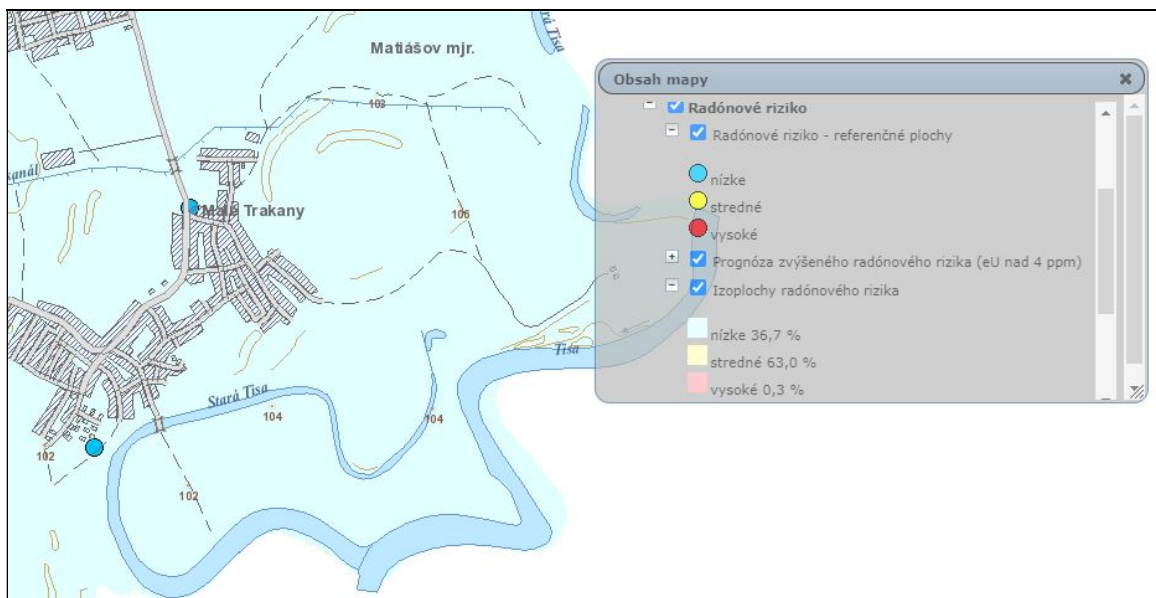 Stará Tisa
Matiášov mjr.
103
kanál
Malé Trakany
106
Tisa
Stará Tisa
104
104
102
102
Obsah mapy
Radónové riziko
Radónové riziko - referenčné plochy
nízke
stredné
vysoké
Prognóza zvýšeného radónového rizika (eU nad 4 ppm)
Izoplochy radónového rizika
nízke 36,7 %
stredné 63,0 %
vysoké 0,3 %